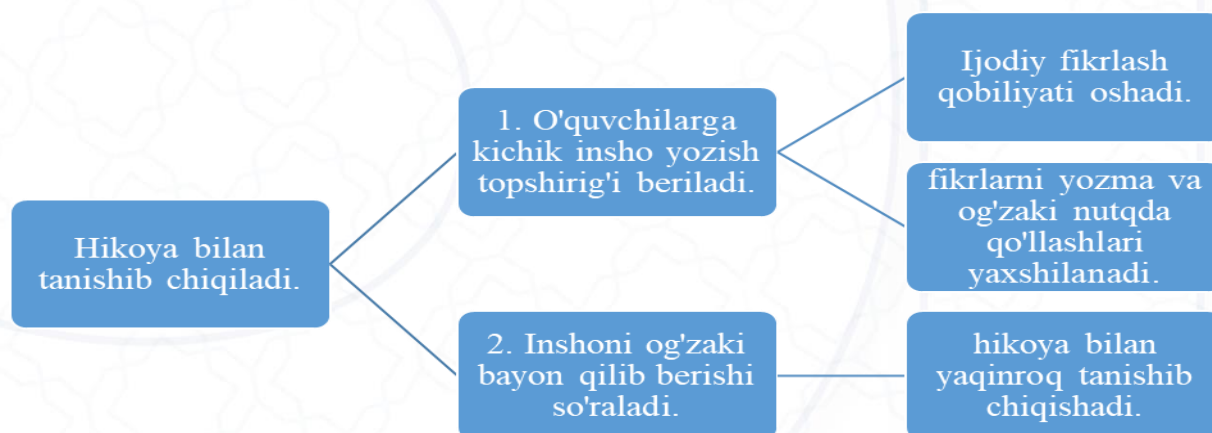 Hikoya bilan
tanishib chiqiladi.
1. O'quvchilarga
kichik insho yozish
topshirig'i beriladi.
Ijodiy fikrlash
qobiliyati oshadi.
fikrlarni yozma va
og'zaki nutqda
qo'llashlari
yaxshilanadi.
2. Inshoni og'zaki
bayon qilib berishi
so'raladi.
hikoya bilan
yaqinroq tanishib
chiqishadi.